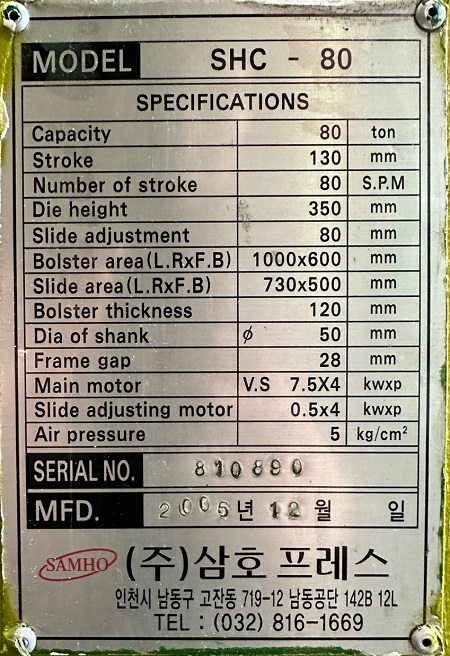 MODEL SHC - 80
SPECIFICATIONS
Capacity 80 ton
Stroke 130 mm
Number of stroke 80 S.P.M
Die height 350 mm
Slide adjustment 80 mm
Bolster area(L.RxF.B) 1000x600 mm
Slide area(L.RxF.B) 730x500 mm
Bolster thickness 120 mm
Dia of shank ø 50 mm
Frame gap 28 mm
Main motor V.S 7.5X4 kwxp
Slide adjusting motor 0.5x4 kwxp
Air pressure 5 kg/cm²
SERIAL NO. 810890
MFD. 2005년 12월 일
SAMHO (주)삼호 프레스
인천시 남동구 고잔동 719-12 남동공단 142B 12L
TEL : (032) 816-1669